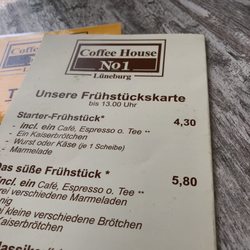 Coffee House
No1
Lüneburg
Unsere Frühstückskarte
bis 13.00 Uhr
Starter-Frühstück* 4,30
- incl. ein Café, Espresso o. Tee **
- Ein Kaiserbrötchen
- Wurst oder Käse (je 1 Scheibe)
- Marmelade
Das süße Frühstück * 5,80
incl. ein Café, Espresso o. Tee **
verschiedene Marmeladen
kleine verschiedene Brötchen
Kaiserbrötchen